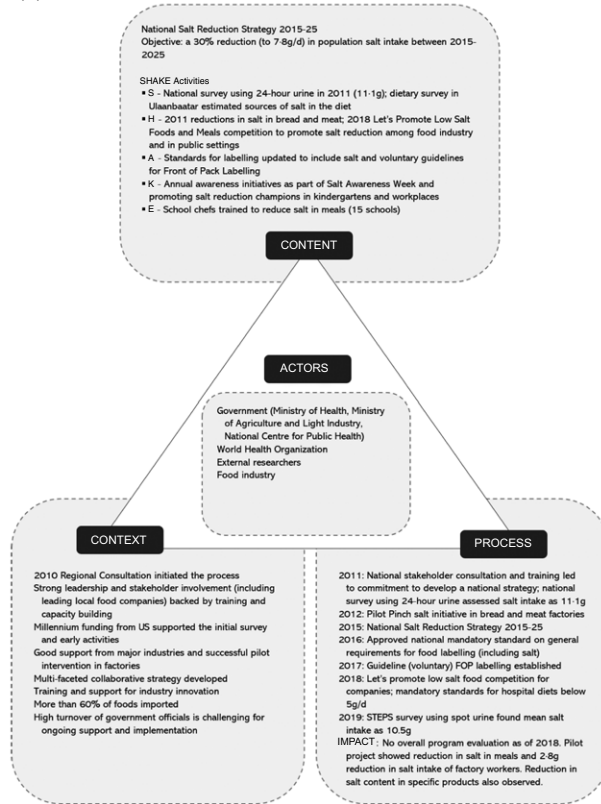 National Salt Reduction Strategy 2015-25
Objective: a 30% reduction (to 7·8g/d) in population salt intake between 2015-
2025
SHAKE Activities
▪ S - National survey using 24-hour urine in 2011 (11·1g); dietary survey in
Ulaanbaatar estimated sources of salt in the diet
▪ H - 2011 reductions in salt in bread and meat; 2018 Let's Promote Low Salt
Foods and Meals competition to promote salt reduction among food industry
and in public settings
▪ A - Standards for labelling updated to include salt and voluntary guidelines
for Front of Pack Labelling
▪ K - Annual awareness initiatives as part of Salt Awareness Week and
promoting salt reduction champions in kindergartens and workplaces
▪ E - School chefs trained to reduce salt in meals (15 schools)
CONTENT
ACTORS
Government (Ministry of Health, Ministry
of Agriculture and Light Industry,
National Centre for Public Health)
World Health Organization
External researchers
Food industry
CONTEXT
2010 Regional Consultation initiated the process
Strong leadership and stakeholder involvement (including
leading local food companies) backed by training and
capacity building
Millennium funding from US supported the initial survey
and early activities
Good support from major industries and successful pilot
intervention in factories
Multi-faceted collaborative strategy developed
Training and support for industry innovation
More than 60% of foods imported
High turnover of government officials is challenging for
ongoing support and implementation
PROCESS
2011: National stakeholder consultation and training led
to commitment to develop a national strategy; national
survey using 24-hour urine assessed salt intake as 11·1g
2012: Pilot Pinch salt initiative in bread and meat factories
2015: National Salt Reduction Strategy 2015-25
2016: Approved national mandatory standard on general
requirements for food labelling (including salt)
2017: Guideline (voluntary) FOP labelling established
2018: Let's promote low salt food competition for
companies; mandatory standards for hospital diets below
5g/d
2019: STEPS survey using spot urine found mean salt
intake as 10.5g
IMPACT: No overall program evaluation as of 2018. Pilot
project showed reduction in salt in meals and 2·8g
reduction in salt intake of factory workers. Reduction in
salt content in specific products also observed.